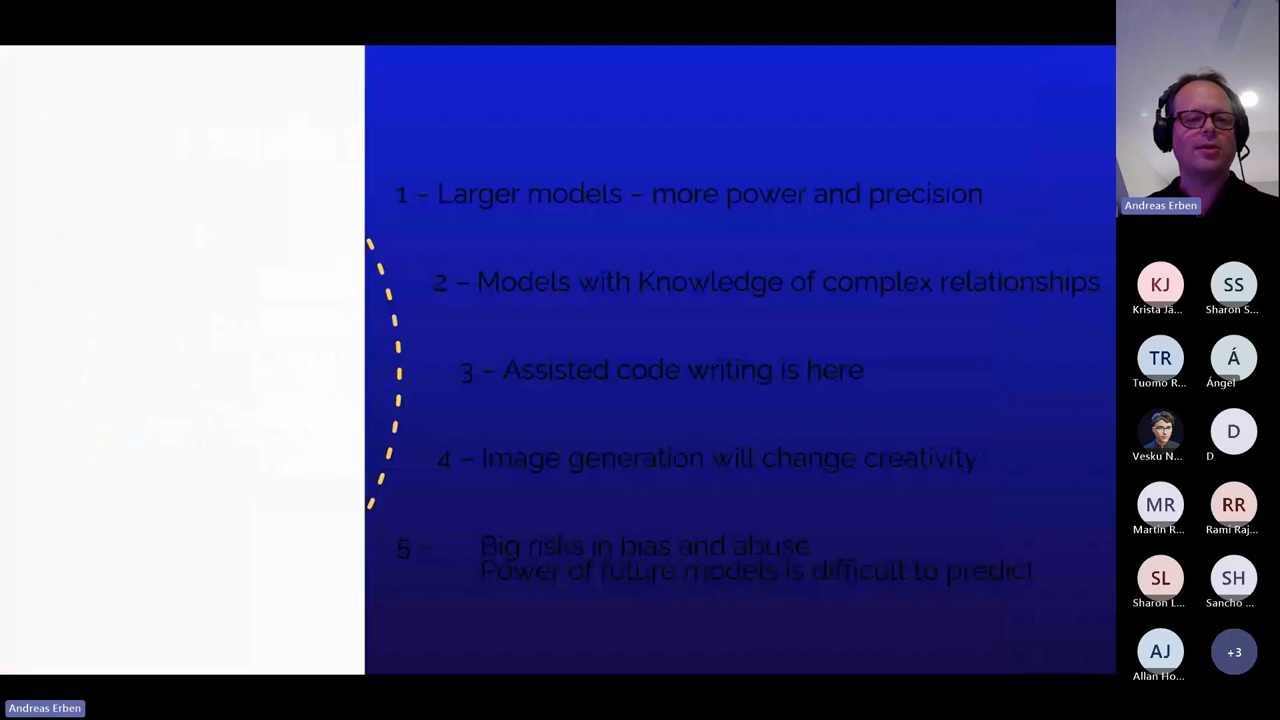 1 – Larger models – more power and precision
2 – Models with Knowledge of complex relationships
3 – Assisted code writing is here
4 – Image generation will change creativity
5 – Big risks in bias and abuse
Power of future models is difficult to predict
Andreas Erben
KJ
SS
Krista Jä...
Sharon S...
TR
Á
Tuomo R...
Ángel
D
Vesku N...
D
MR
RR
Martin R...
Rami Raj...
SL
SH
Sharon L...
Sancho ...
AJ
+3
Allan Ho...
Andreas Erben